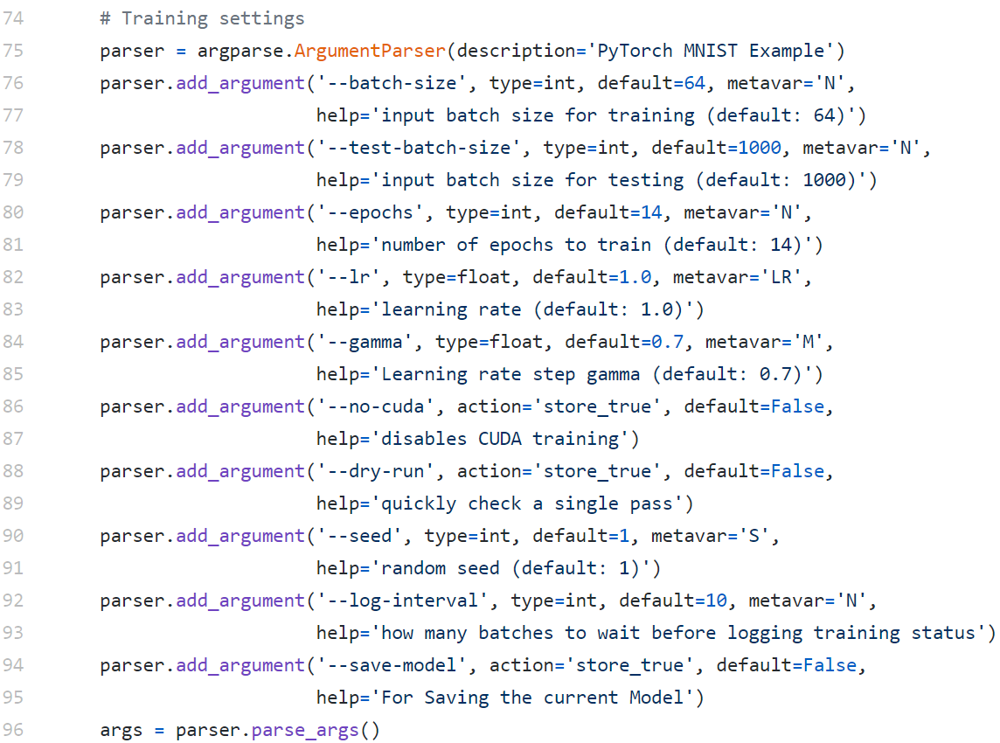 74 # Training settings
75 parser = argparse.ArgumentParser(description='PyTorch MNIST Example')
76 parser.add_argument('--batch-size', type=int, default=64, metavar='N',
77 help='input batch size for training (default: 64)')
78 parser.add_argument('--test-batch-size', type=int, default=1000, metavar='N',
79 help='input batch size for testing (default: 1000)')
80 parser.add_argument('--epochs', type=int, default=14, metavar='N',
81 help='number of epochs to train (default: 14)')
82 parser.add_argument('--lr', type=float, default=1.0, metavar='LR',
83 help='learning rate (default: 1.0)')
84 parser.add_argument('--gamma', type=float, default=0.7, metavar='M',
85 help='Learning rate step gamma (default: 0.7)')
86 parser.add_argument('--no-cuda', action='store_true', default=False,
87 help='disables CUDA training')
88 parser.add_argument('--dry-run', action='store_true', default=False,
89 help='quickly check a single pass')
90 parser.add_argument('--seed', type=int, default=1, metavar='S',
91 help='random seed (default: 1)')
92 parser.add_argument('--log-interval', type=int, default=10, metavar='N',
93 help='how many batches to wait before logging training status')
94 parser.add_argument('--save-model', action='store_true', default=False,
95 help='For Saving the current Model')
96 args = parser.parse_args()